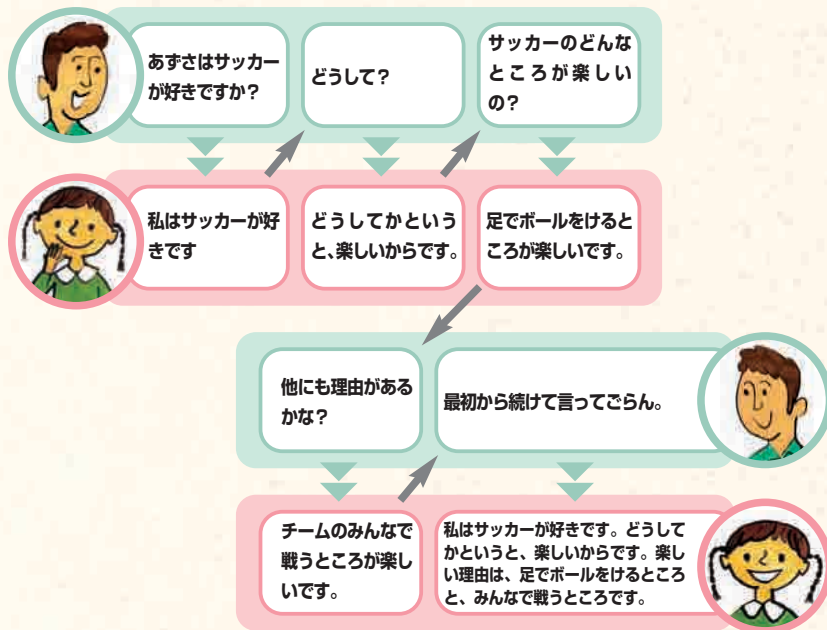 あずさはサッカー
が好きですか?
私はサッカーが好
きです
どうして?
どうしてかという
と、楽しいからです。
サッカーのどんな
ところが楽しい
の?
足でボールをけると
ころが楽しいです。
他にも理由がある
かな?
チームのみんなで
戦うところが楽し
いです。
最初から続けて言ってごらん。
私はサッカーが好きです。どうして
かというと、楽しいからです。楽し
い理由は、足でボールをけるところ
と、みんなで戦うところです。